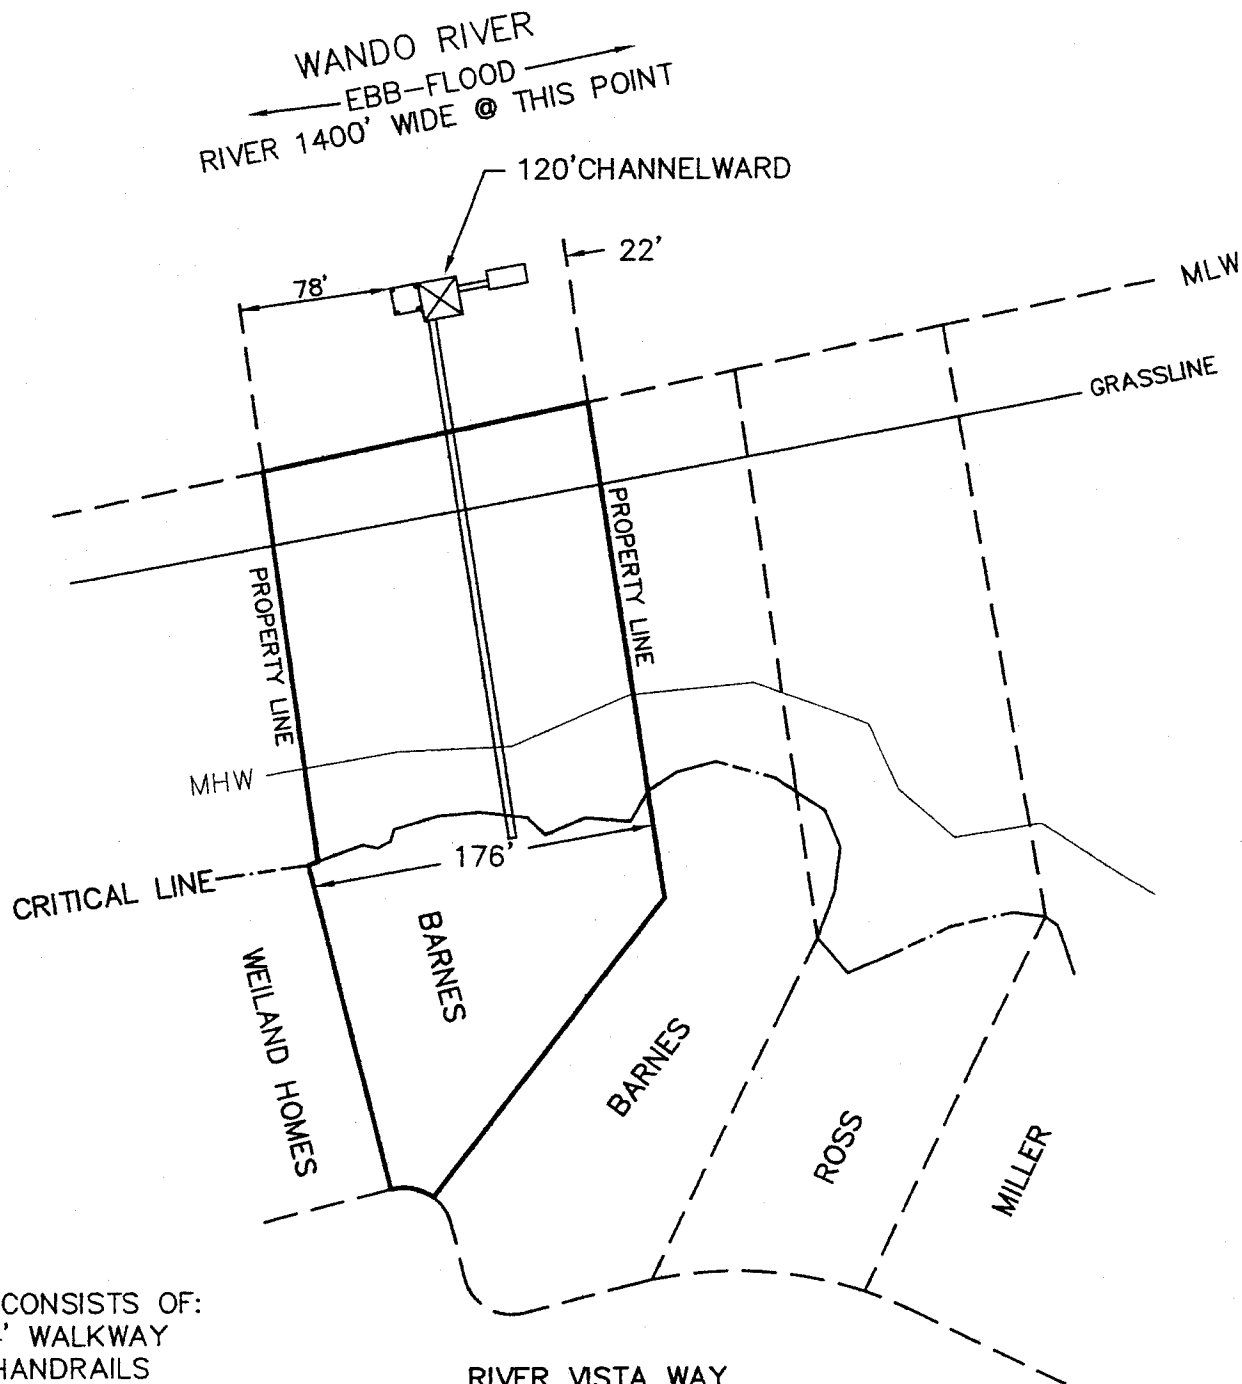 WANDO RIVER
EBB-FLOOD
RIVER 1400' WIDE @ THIS POINT
120'CHANNELWARD
22'
78'
MLW
GRASSLINE
PROPERTY LINE
PROPERTY LINE
MHW
176'
CRITICAL LINE
BARNES
WEILAND HOMES
BARNES
ROSS
MILLER
CONSISTS OF:
' WALKWAY
HANDRAILS
RIVER VISTA WAY